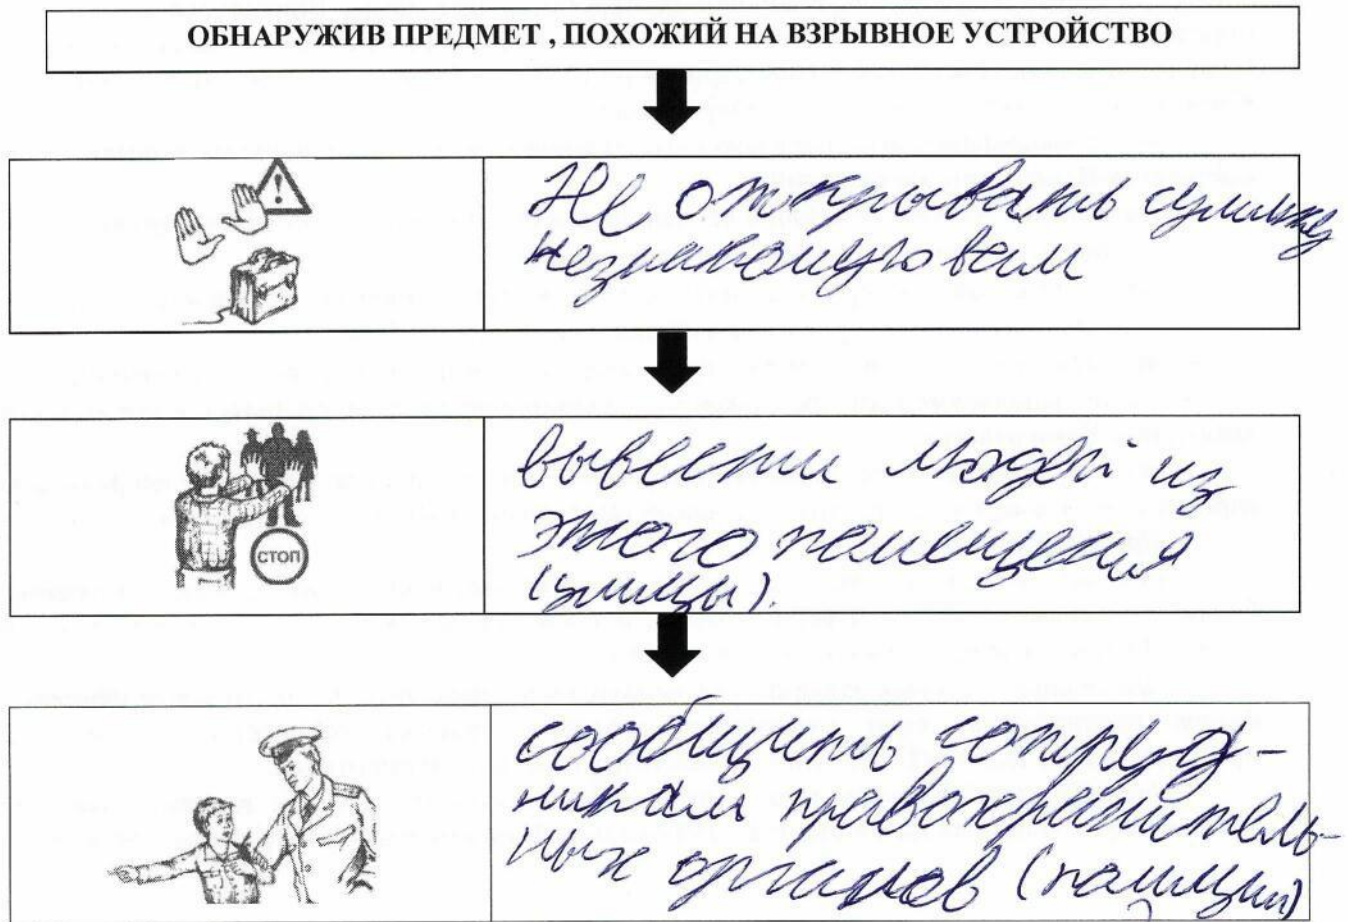 ОБНАРУЖИВ ПРЕДМЕТ , ПОХОЖИЙ НА ВЗРЫВНОЕ УСТРОЙСТВО
Не открывать сумку
незнакомую вам
вывести людей из
СТОП
этого помещения
(улицы).
сообщить сотруд-
никам правоохранитель-
ных органов (полиции)